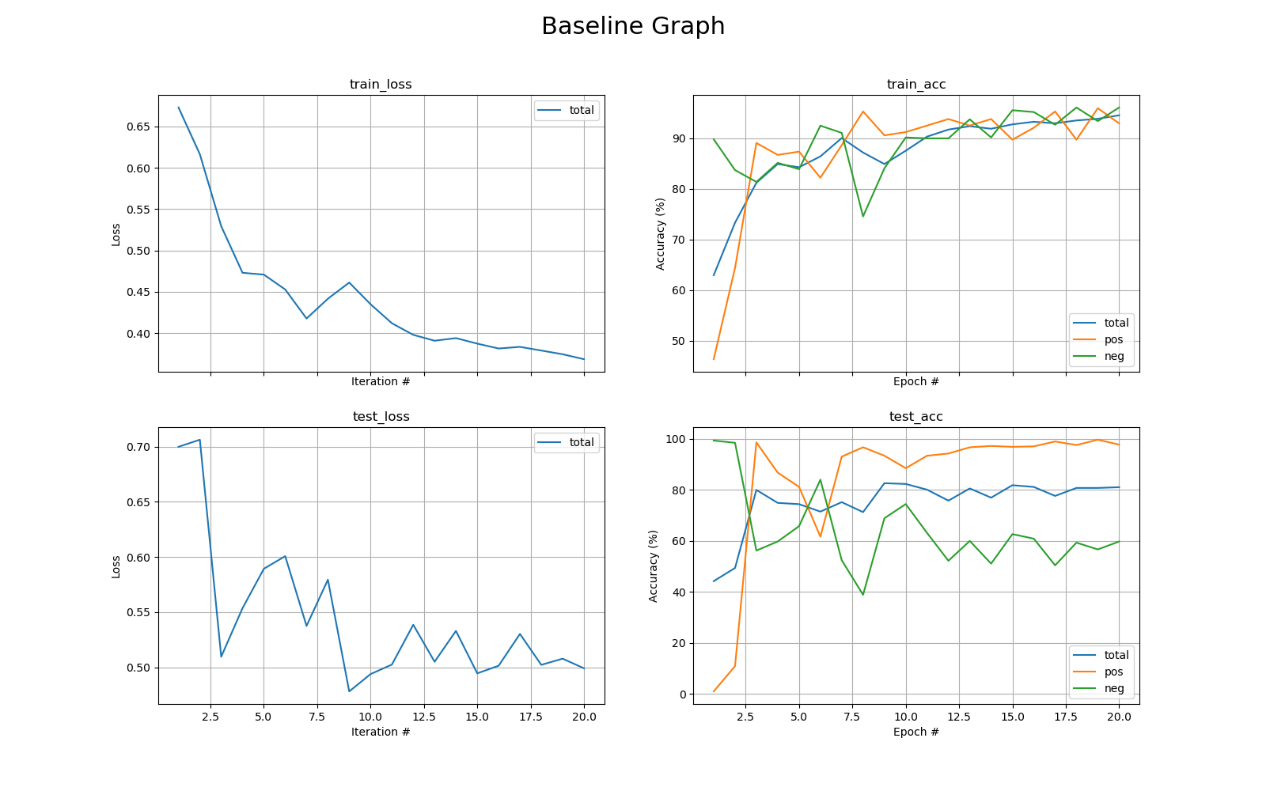 Baseline Graph
train_loss
total
0.65
0.60
0.55
0.50
0.45
0.40
Loss
Iteration #
train_acc
90
80
70
60
50
Accuracy (%)
total
pos
neg
Epoch #
test_loss
total
0.70
0.65
0.60
0.55
0.50
Loss
2.5 5.0 7.5 10.0 12.5 15.0 17.5 20.0
Iteration #
test_acc
100
80
60
40
20
0
Accuracy (%)
total
pos
neg
2.5 5.0 7.5 10.0 12.5 15.0 17.5 20.0
Epoch #